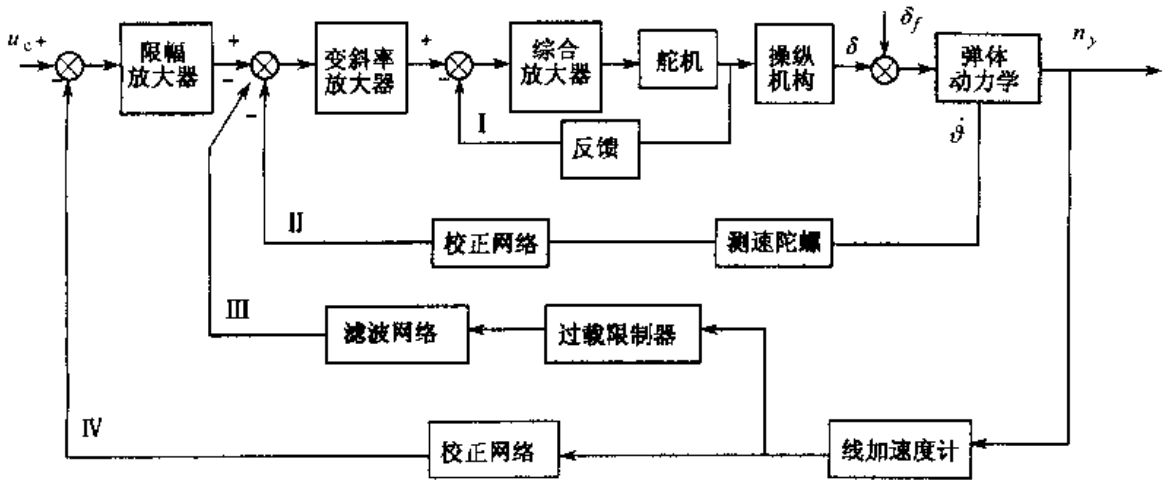 u_c +
−
限幅
放大器
+
−
−
变斜率
放大器
+
−
综合
放大器
舵机
操纵
机构
δ
δ_f
弹体
动力学
n_y
ϑ̇
Ⅰ
反馈
Ⅱ
校正网络
测速陀螺
Ⅲ
滤波网络
过载限制器
Ⅳ
校正网络
线加速度计